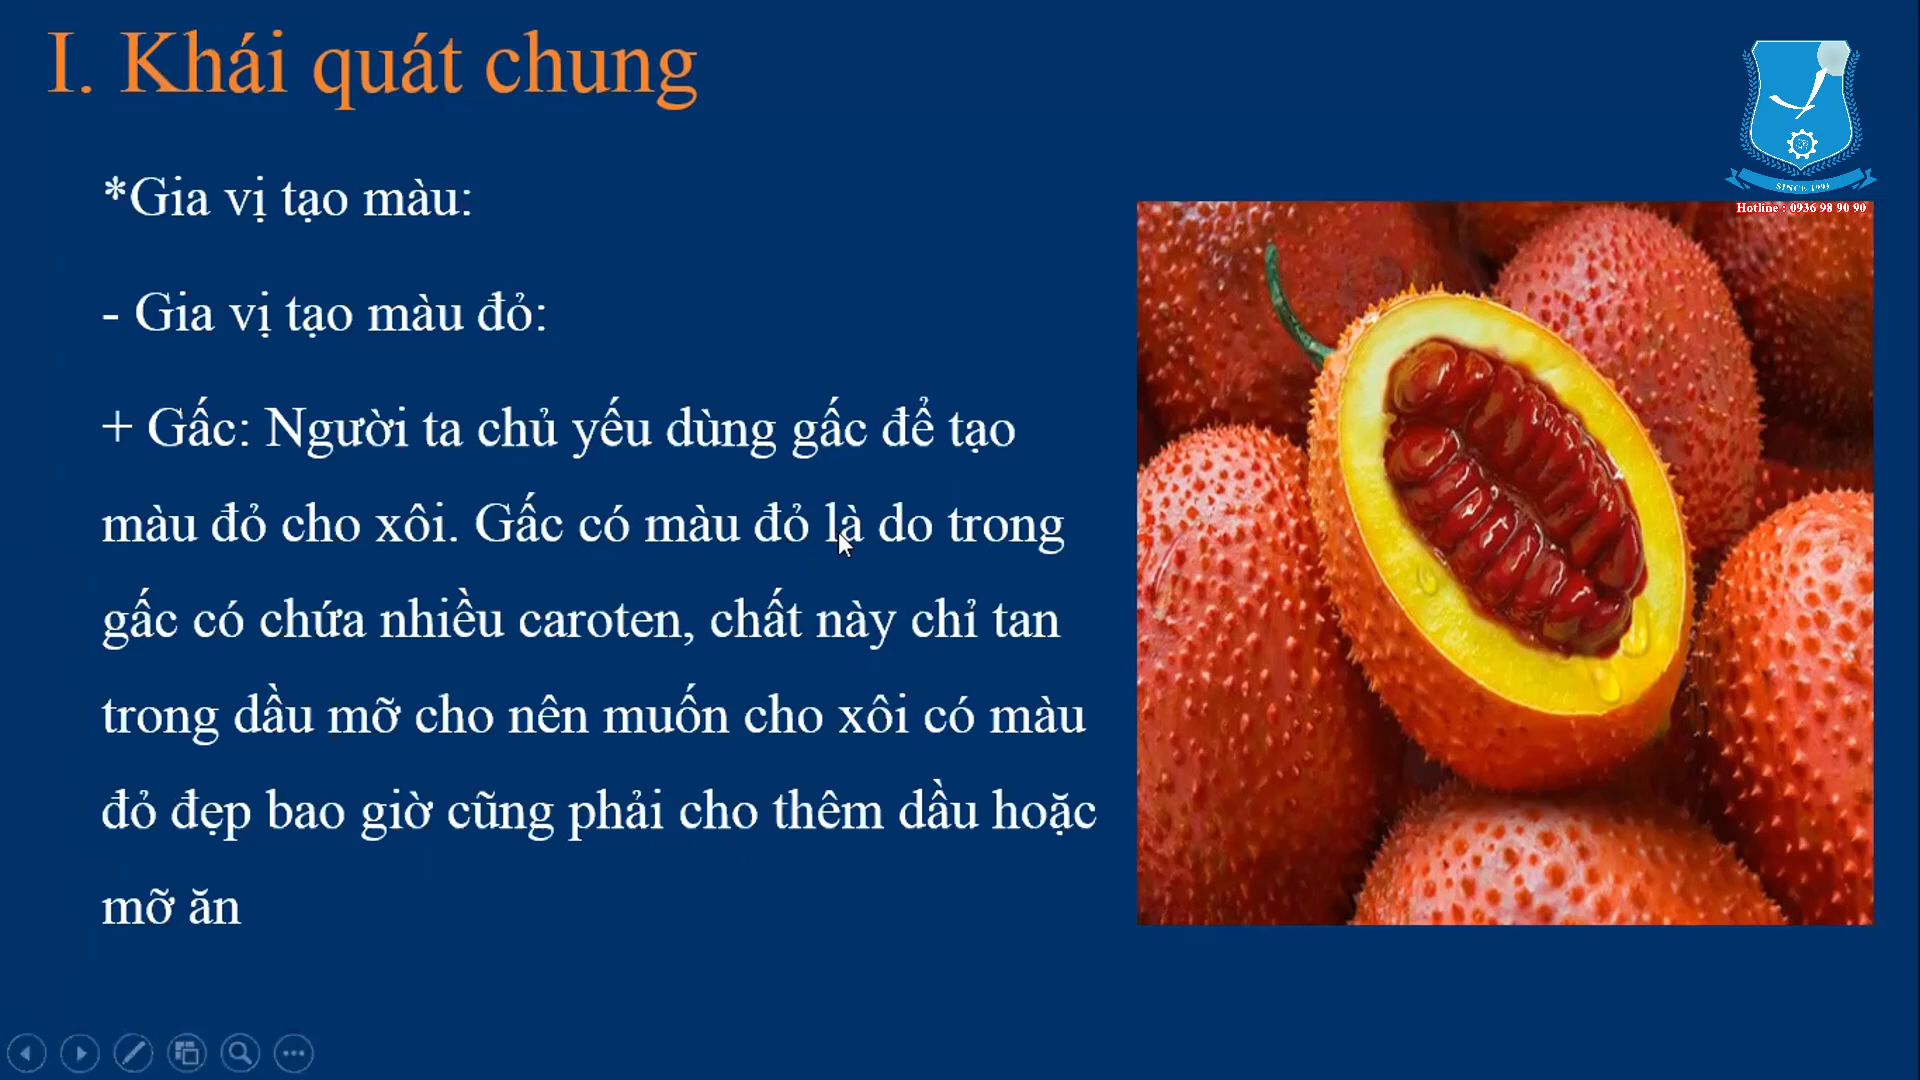 I. Khái quát chung
SINCE 1991
Hotline : 0936 98 90 90
*Gia vị tạo màu:
- Gia vị tạo màu đỏ:
+ Gấc: Người ta chủ yếu dùng gấc để tạo
màu đỏ cho xôi. Gấc có màu đỏ là do trong
gấc có chứa nhiều caroten, chất này chỉ tan
trong dầu mỡ cho nên muốn cho xôi có màu
đỏ đẹp bao giờ cũng phải cho thêm dầu hoặc
mỡ ăn